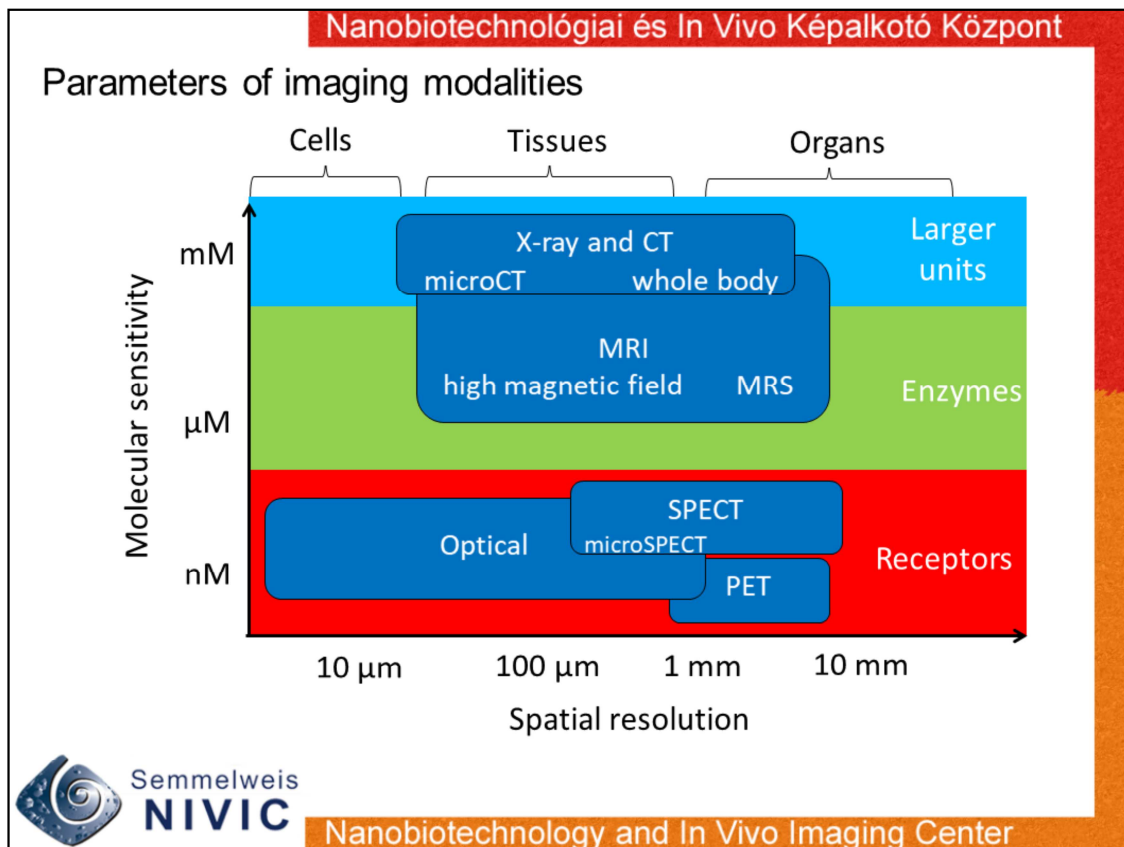 Nanobiotechnológiai és In Vivo Képalkotó Központ
Parameters of imaging modalities
Cells
Tissues
Organs
mM
µM
nM
Molecular sensitivity
X-ray and CT
microCT whole body
Larger
units
MRI
high magnetic field MRS
Enzymes
SPECT
microSPECT
Optical
PET
Receptors
10 µm 100 µm 1 mm 10 mm
Spatial resolution
Semmelweis
NIVIC
Nanobiotechnology and In Vivo Imaging Center